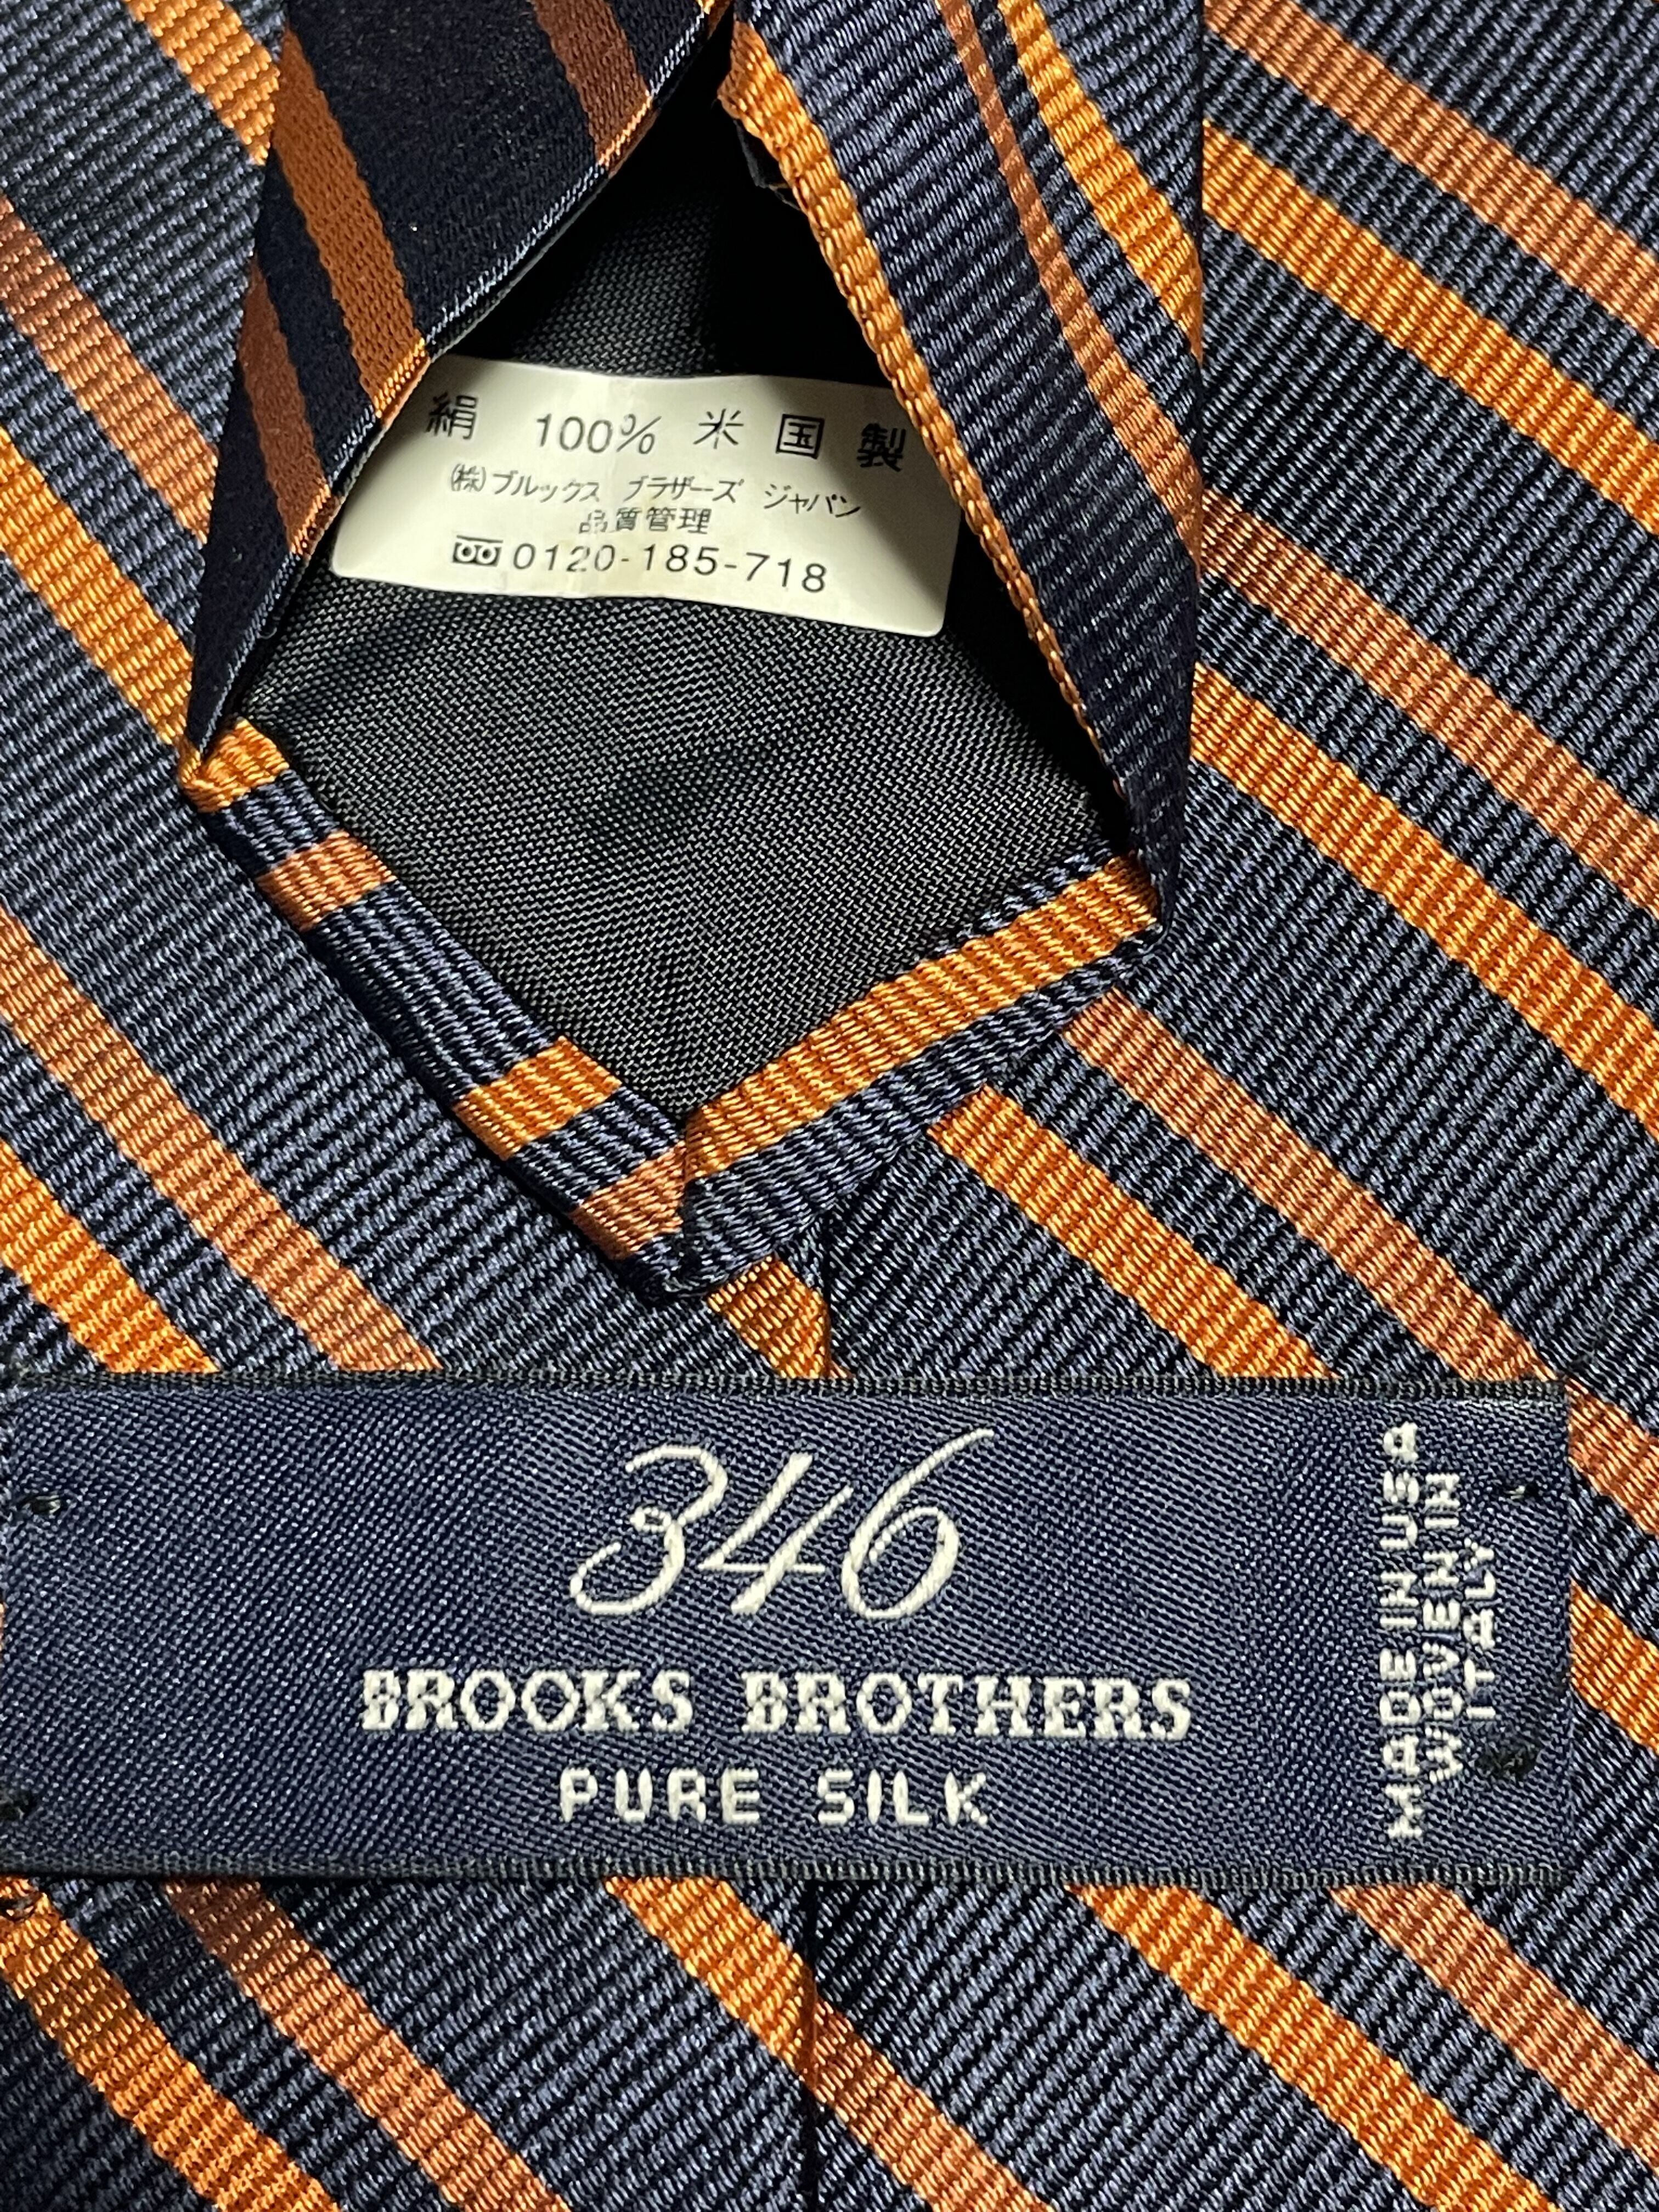 絹 100% 米国製
㈱ブルックス ブラザーズ ジャパン
品質管理
0120-185-718
346
BROOKS BROTHERS
PURE SILK
MADE IN USA
WOVEN IN
ITALY